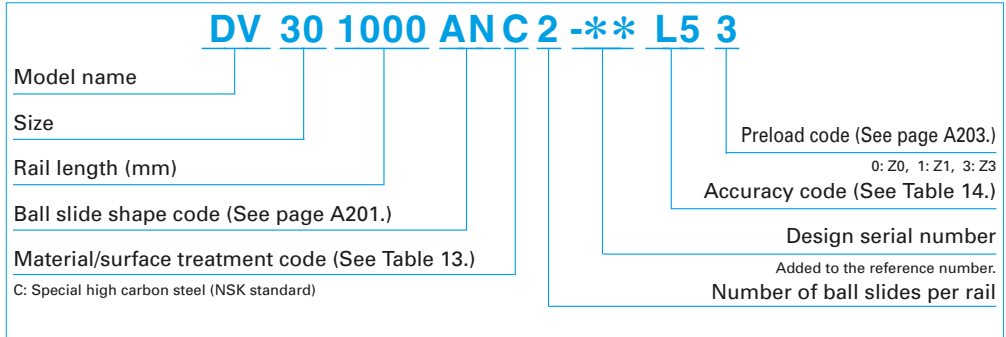 DV 30 1000 AN C 2 -** L5 3
Model name
Size
Preload code (See page A203.)
Rail length (mm)
0: Z0, 1: Z1, 3: Z3
Accuracy code (See Table 14.)
Ball slide shape code (See page A201.)
Design serial number
Material/surface treatment code (See Table 13.)
Added to the reference number.
C: Special high carbon steel (NSK standard)
Number of ball slides per rail